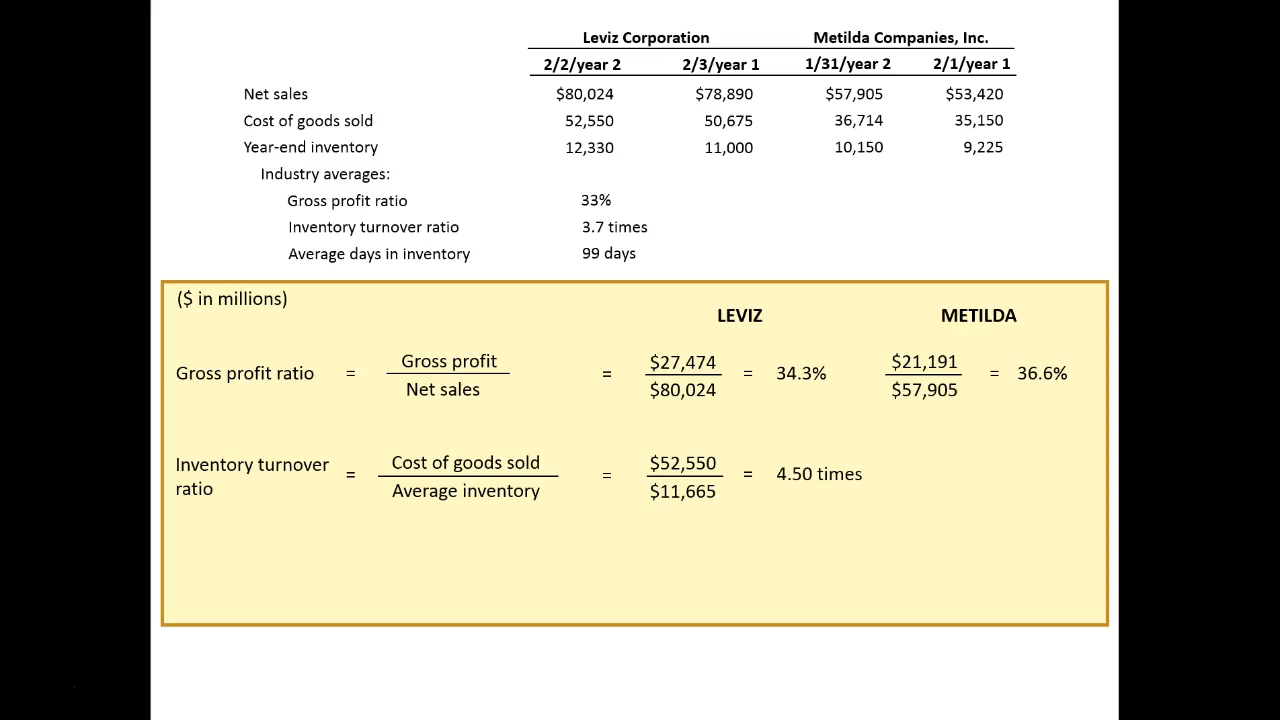 Leviz Corporation Metilda Companies, Inc.
2/2/year 2 2/3/year 1 1/31/year 2 2/1/year 1
Net sales $80,024 $78,890 $57,905 $53,420
Cost of goods sold 52,550 50,675 36,714 35,150
Year-end inventory 12,330 11,000 10,150 9,225
Industry averages:
Gross profit ratio 33%
Inventory turnover ratio 3.7 times
Average days in inventory 99 days
($ in millions)
LEVIZ METILDA
Gross profit ratio = Gross profit / Net sales = $27,474 / $80,024 = 34.3% $21,191 / $57,905 = 36.6%
Inventory turnover ratio = Cost of goods sold / Average inventory = $52,550 / $11,665 = 4.50 times